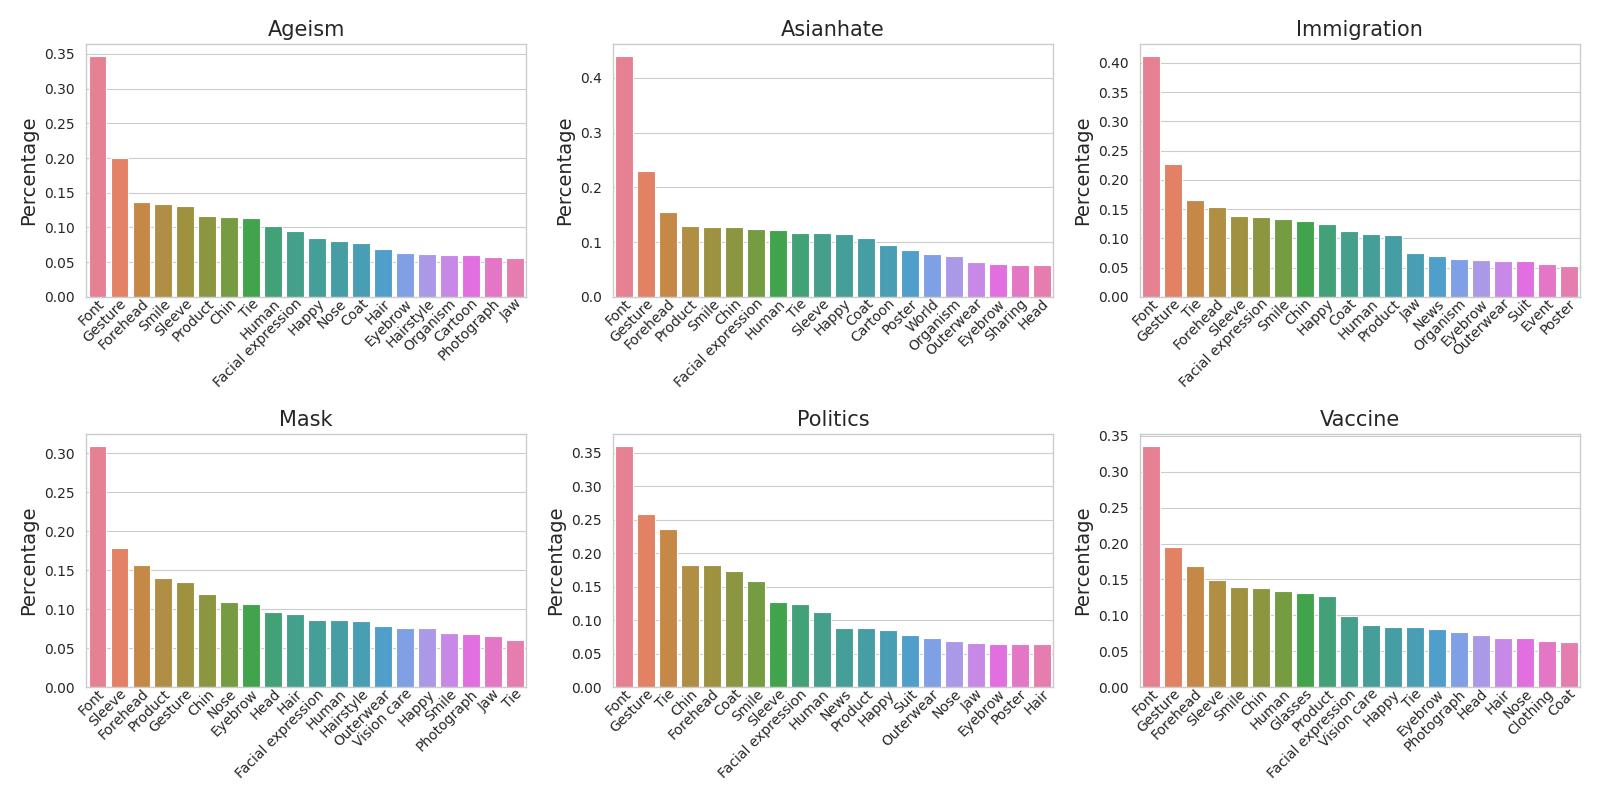 Ageism
Percentage
0.35
0.30
0.25
0.20
0.15
0.10
0.05
0.00
Font
Gesture
Forehead
Smile
Sleeve
Product
Chin
Tie
Human
Facial expression
Happy
Nose
Coat
Hair
Eyebrow
Hairstyle
Organism
Cartoon
Photograph
Jaw
Asianhate
Percentage
0.4
0.3
0.2
0.1
0.0
Font
Gesture
Forehead
Product
Smile
Chin
Facial expression
Human
Tie
Sleeve
Happy
Coat
Cartoon
Poster
World
Organism
Outerwear
Eyebrow
Sharing
Head
Immigration
Percentage
0.40
0.35
0.30
0.25
0.20
0.15
0.10
0.05
0.00
Font
Gesture
Tie
Forehead
Sleeve
Facial expression
Smile
Chin
Happy
Coat
Human
Product
Jaw
News
Organism
Eyebrow
Outerwear
Suit
Event
Poster
Mask
Percentage
0.30
0.25
0.20
0.15
0.10
0.05
0.00
Font
Sleeve
Forehead
Product
Gesture
Chin
Nose
Eyebrow
Head
Hair
Facial expression
Human
Hairstyle
Outerwear
Vision care
Happy
Smile
Photograph
Jaw
Tie
Politics
Percentage
0.35
0.30
0.25
0.20
0.15
0.10
0.05
0.00
Font
Gesture
Tie
Chin
Forehead
Coat
Smile
Sleeve
Facial expression
Human
News
Product
Happy
Suit
Outerwear
Nose
Jaw
Eyebrow
Poster
Hair
Vaccine
Percentage
0.35
0.30
0.25
0.20
0.15
0.10
0.05
0.00
Font
Gesture
Forehead
Sleeve
Smile
Chin
Human
Glasses
Product
Facial expression
Vision care
Happy
Tie
Eyebrow
Photograph
Head
Hair
Nose
Clothing
Coat